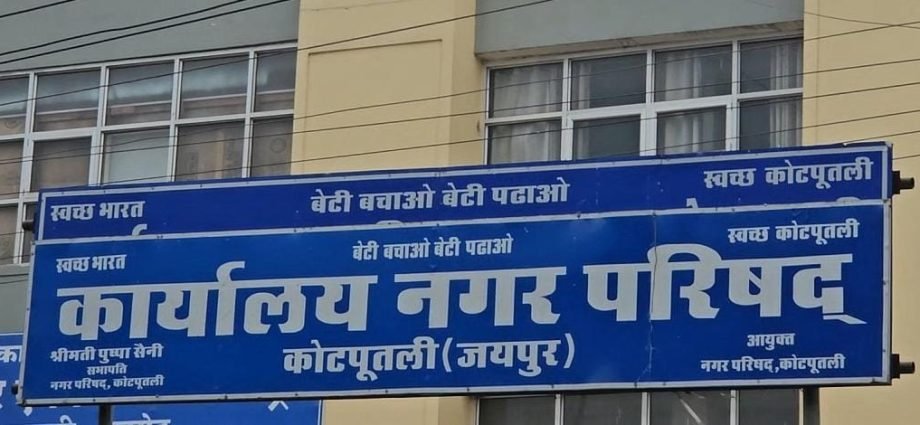 स्वच्छ भारत बेटी बचाओ बेटी पढाओ स्वच्छ कोटपूतली
स्वच्छ भारत बेटी बचाओ बेटी पढाओ स्वच्छ कोटपूतली
कार्यालय नगर परिषद्
श्रीमती पुष्पा सैनी
सभापति
नगर परिषद्, कोटपूतली
कोटपूतली (जयपुर)
आयुक्त
नगर परिषद्, कोटपूतली